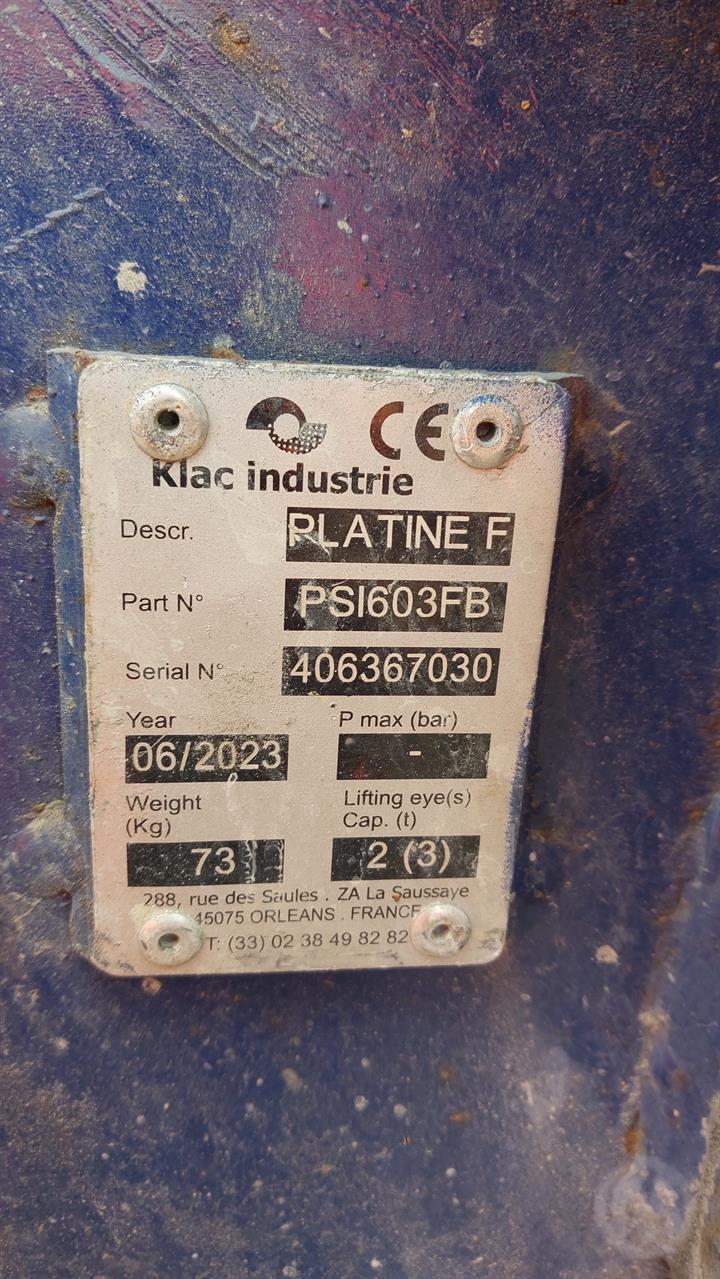 CE
Klac industrie
Descr. PLATINE F
Part N° PSI603FB
Serial N° 406367030
Year P max (bar)
06/2023 -
Weight (Kg) Lifting eye(s) Cap. (t)
73 2 (3)
288, rue des Saules . ZA La Saussaye
45075 ORLEANS . FRANCE
T: (33) 02 38 49 82 82